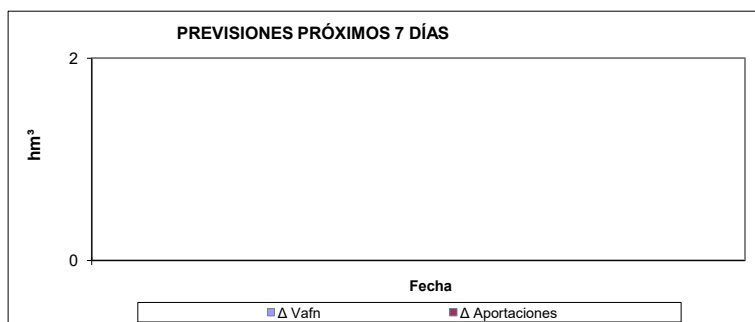 PREVISIONES PRÓXIMOS 7 DÍAS
2
hm³
0
Fecha
Δ Vafn Δ Aportaciones